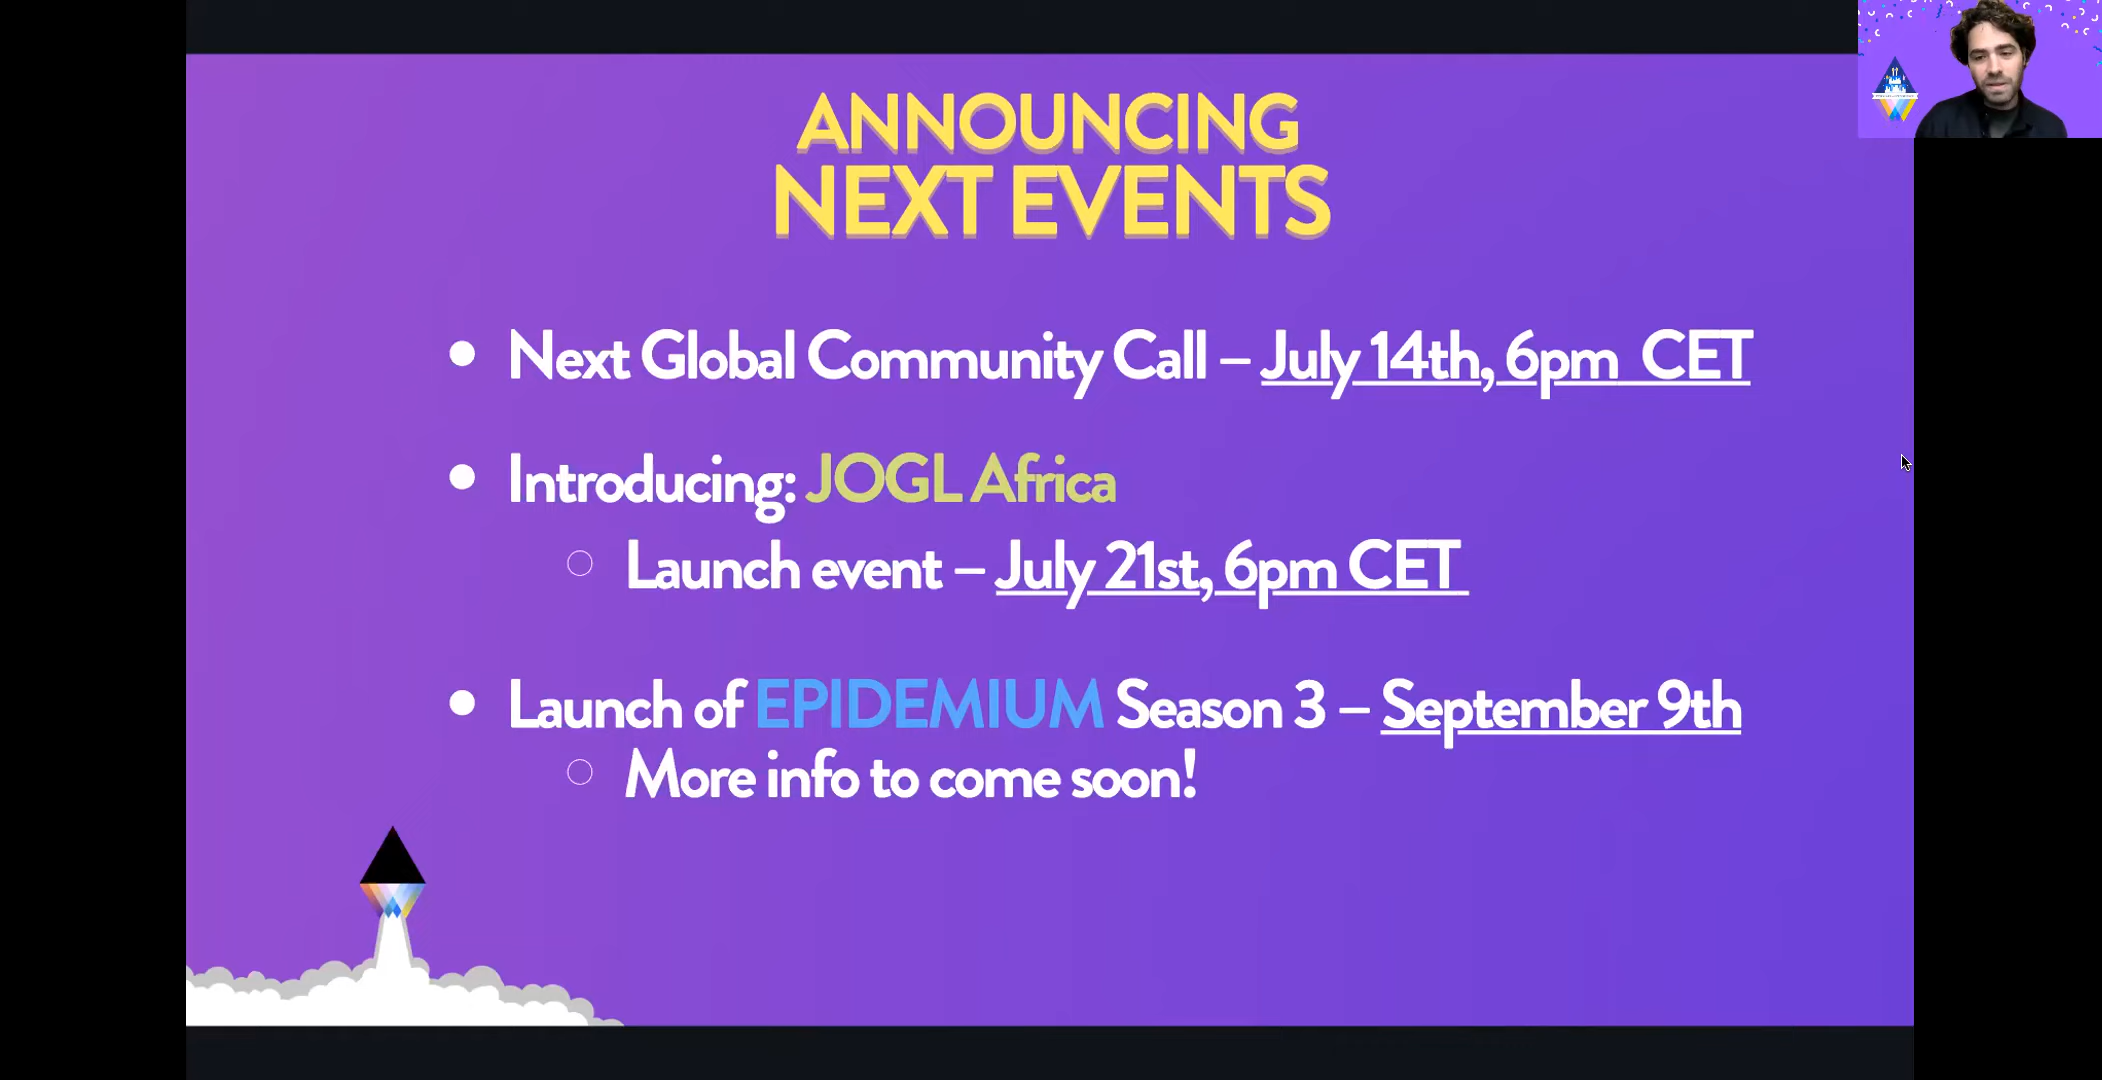 ANNOUNCING
NEXT EVENTS
Next Global Community Call – July 14th, 6pm CET
Introducing: JOGL Africa
Launch event – July 21st, 6pm CET
Launch of EPIDEMIUM Season 3 – September 9th
More info to come soon!